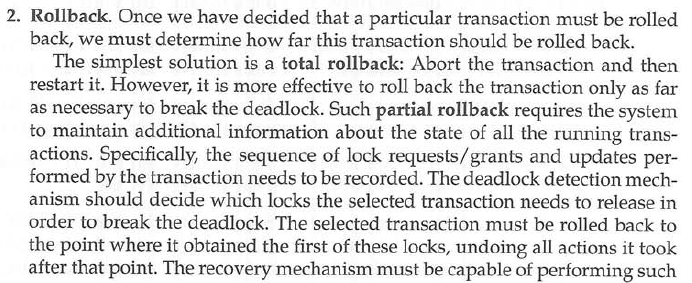 2. Rollback. Once we have decided that a particular transaction must be rolled
back, we must determine how far this transaction should be rolled back.
The simplest solution is a total rollback: Abort the transaction and then
restart it. However, it is more effective to roll back the transaction only as far
as necessary to break the deadlock. Such partial rollback requires the system
to maintain additional information about the state of all the running trans-
actions. Specifically, the sequence of lock requests/grants and updates per-
formed by the transaction needs to be recorded. The deadlock detection mech-
anism should decide which locks the selected transaction needs to release in
order to break the deadlock. The selected transaction must be rolled back to
the point where it obtained the first of these locks, undoing all actions it took
after that point. The recovery mechanism must be capable of performing such